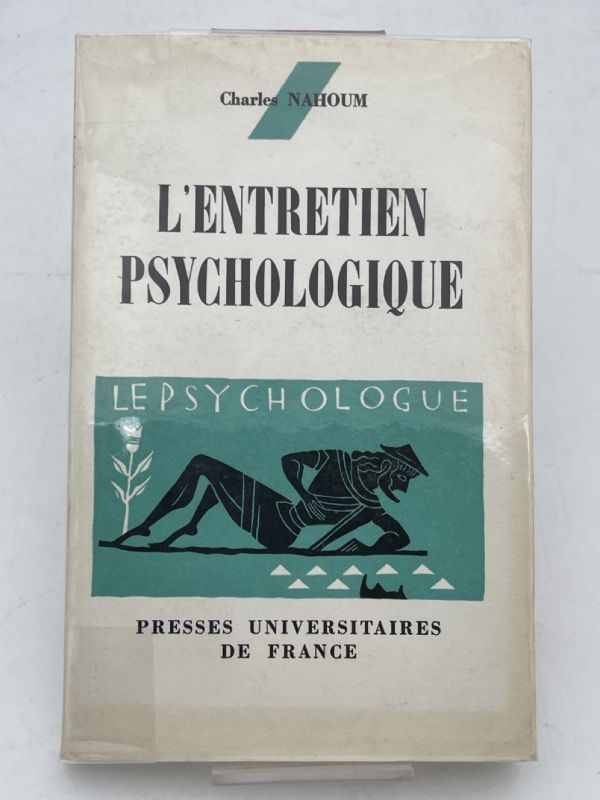 Charles NAHOUM
L'ENTRETIEN
PSYCHOLOGIQUE
LE PSYCHOLOGUE
PRESSES UNIVERSITAIRES
DE FRANCE